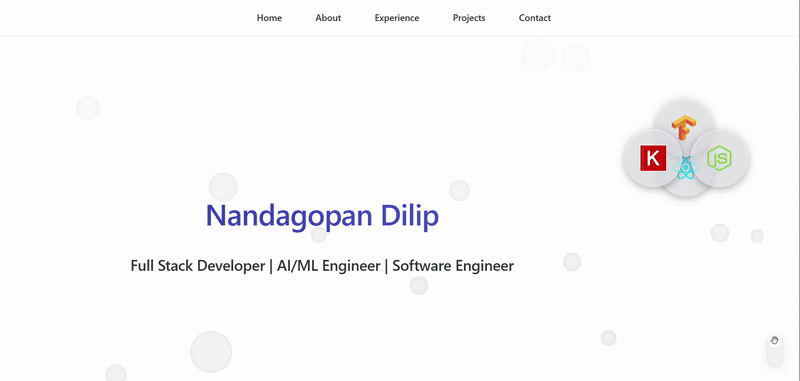 Home About Experience Projects Contact
K
JS
Nandagopan Dilip
Full Stack Developer | AI/ML Engineer | Software Engineer